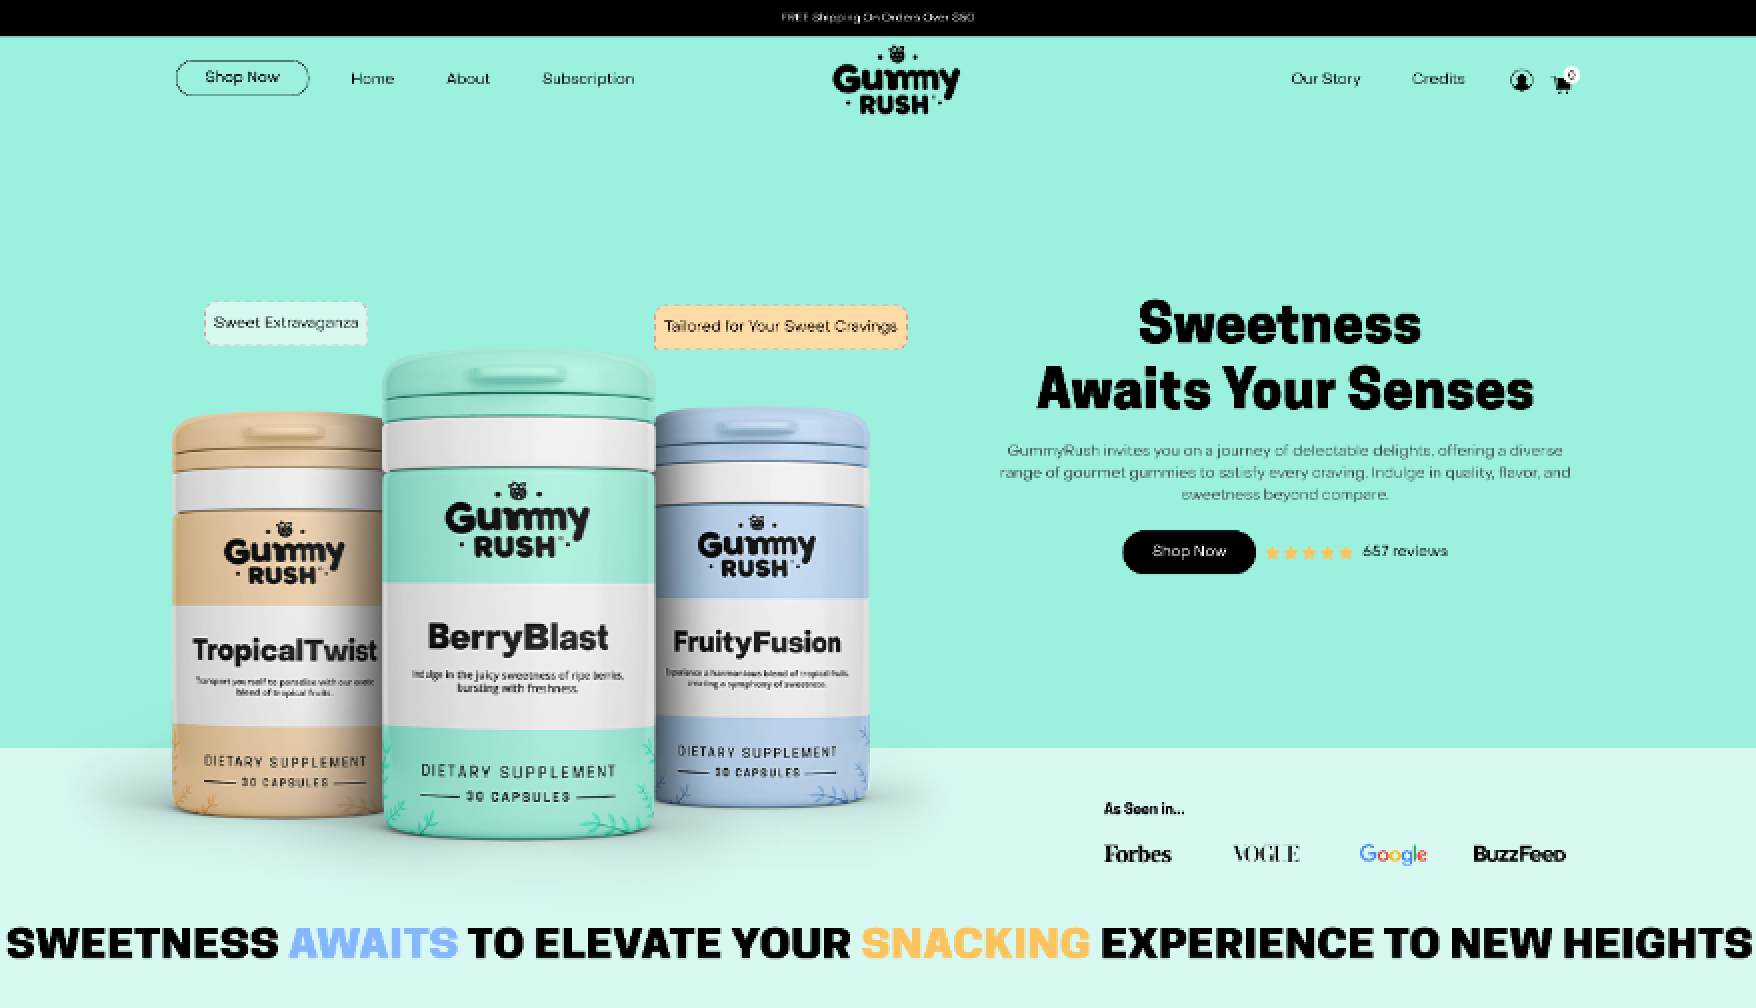 FREE Shipping On Orders Over $50
Shop Now
Home
About
Subscription
Gummy
RUSH
Our Story
Credits
0
Sweet Extravaganza
Tailored for Your Sweet Cravings
Sweetness
Awaits Your Senses
GummyRush invites you on a journey of delectable delights, offering a diverse
range of gourmet gummies to satisfy every craving. Indulge in quality, flavor, and
sweetness beyond compare.
Shop Now
657 reviews
Gummy
RUSH
TropicalTwist
Transport yourself to paradise with our exotic
blend of tropical fruits.
DIETARY SUPPLEMENT
30 CAPSULES
Gummy
RUSH
BerryBlast
Indulge in the juicy sweetness of ripe berries,
bursting with freshness.
DIETARY SUPPLEMENT
30 CAPSULES
Gummy
RUSH
FruityFusion
Experience a harmonious blend of tropical fruits,
creating a symphony of sweetness.
DIETARY SUPPLEMENT
30 CAPSULES
As Seen in...
Forbes
VOGUE
Google
BuzzFeed
SWEETNESS AWAITS TO ELEVATE YOUR SNACKING EXPERIENCE TO NEW HEIGHTS